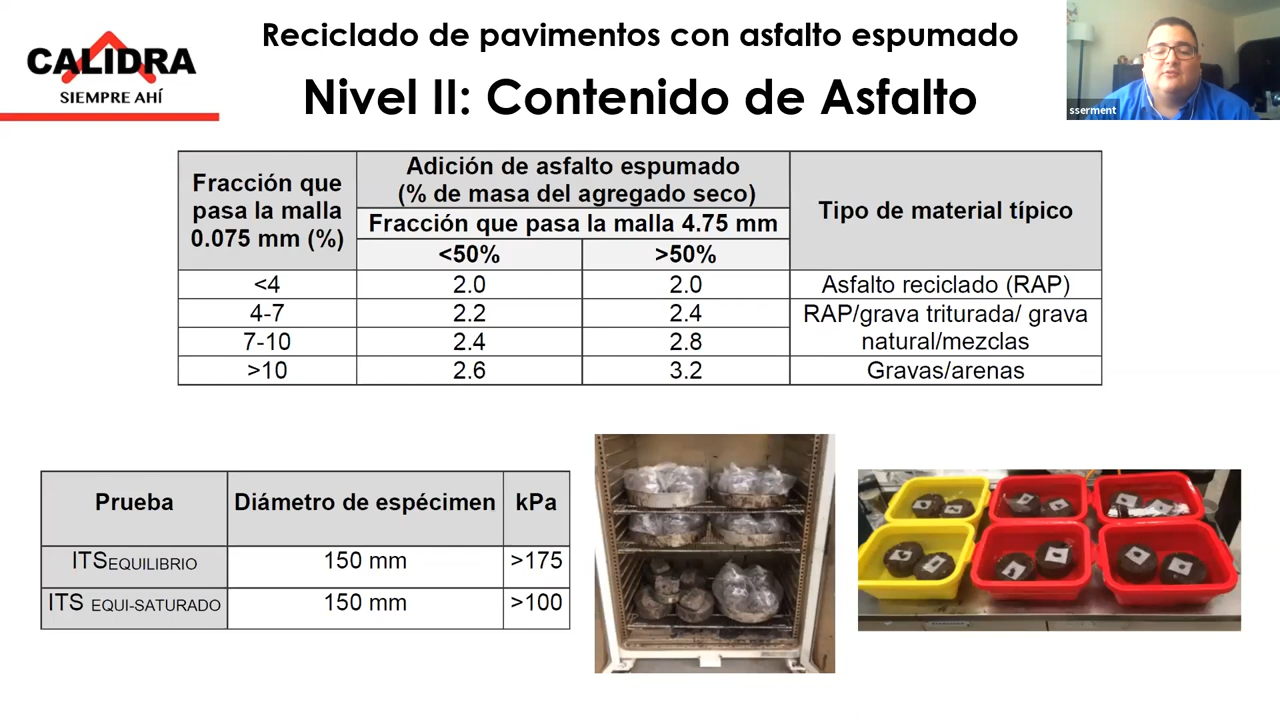 CALIDRA
SIEMPRE AHÍ
Reciclado de pavimentos con asfalto espumado
Nivel II: Contenido de Asfalto
sserment
Fracción que
pasa la malla
0.075 mm (%)
Adición de asfalto espumado
(% de masa del agregado seco)
Fracción que pasa la malla 4.75 mm
<50%
>50%
Tipo de material típico
<4
2.0
2.0
Asfalto reciclado (RAP)
4-7
2.2
2.4
RAP/grava triturada/ grava
natural/mezclas
7-10
2.4
2.8
>10
2.6
3.2
Gravas/arenas
Prueba
Diámetro de espécimen
kPa
ITSEQUILIBRIO
150 mm
>175
ITS EQUI-SATURADO
150 mm
>100